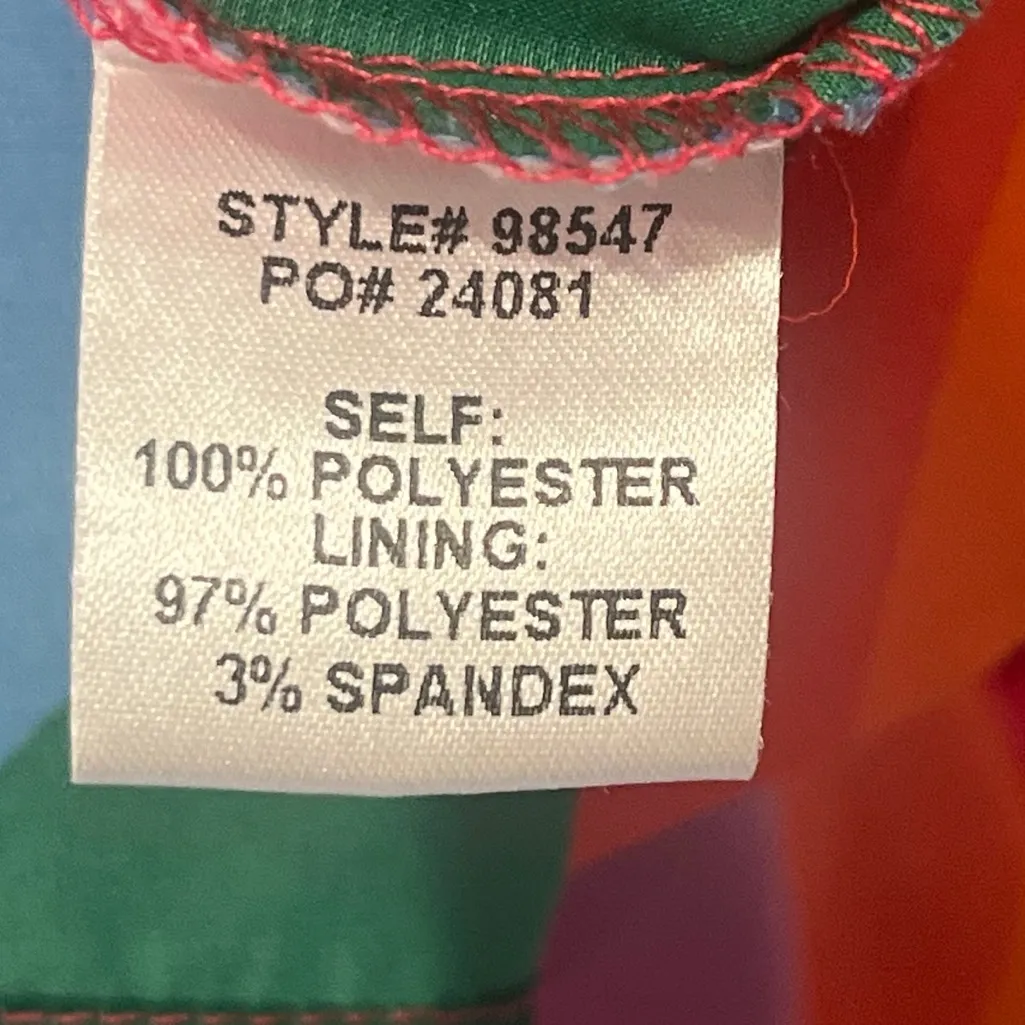 STYLE# 98547
PO# 24081
SELF:
100% POLYESTER
LINING:
97% POLYESTER
3% SPANDEX